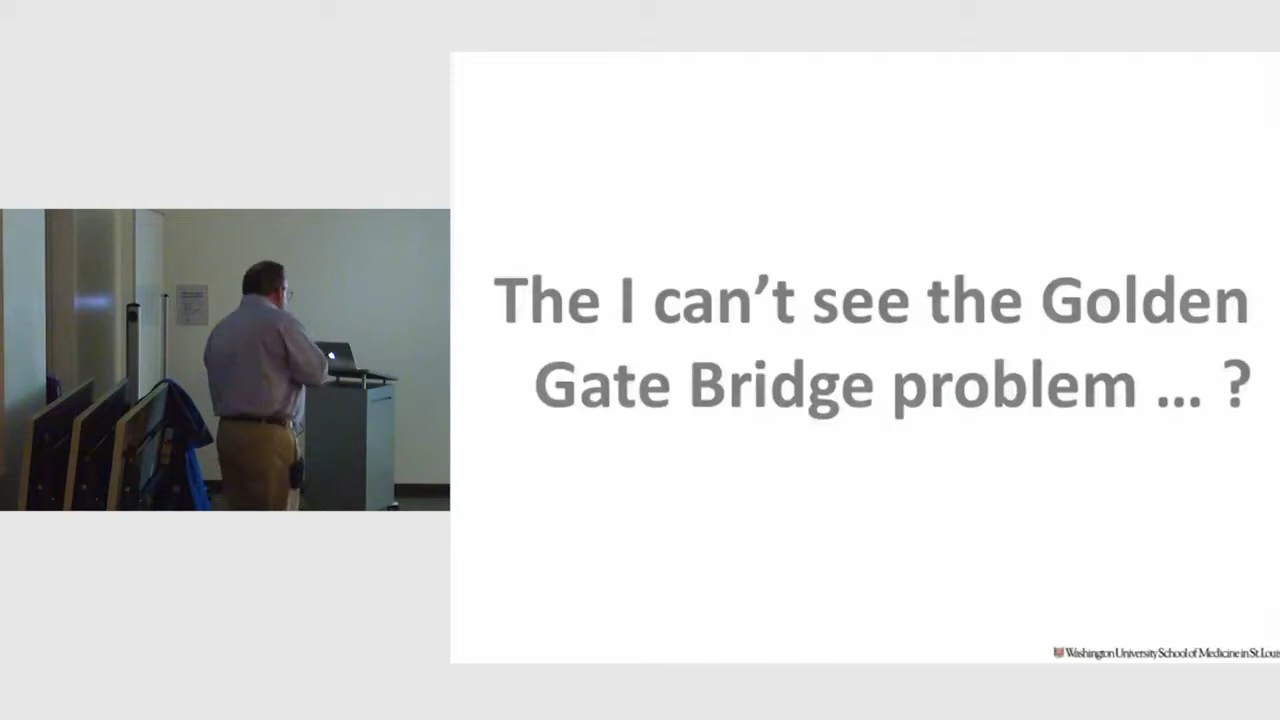 The I can't see the Golden
Gate Bridge problem ... ?
Washington University School of Medicine in St. Louis